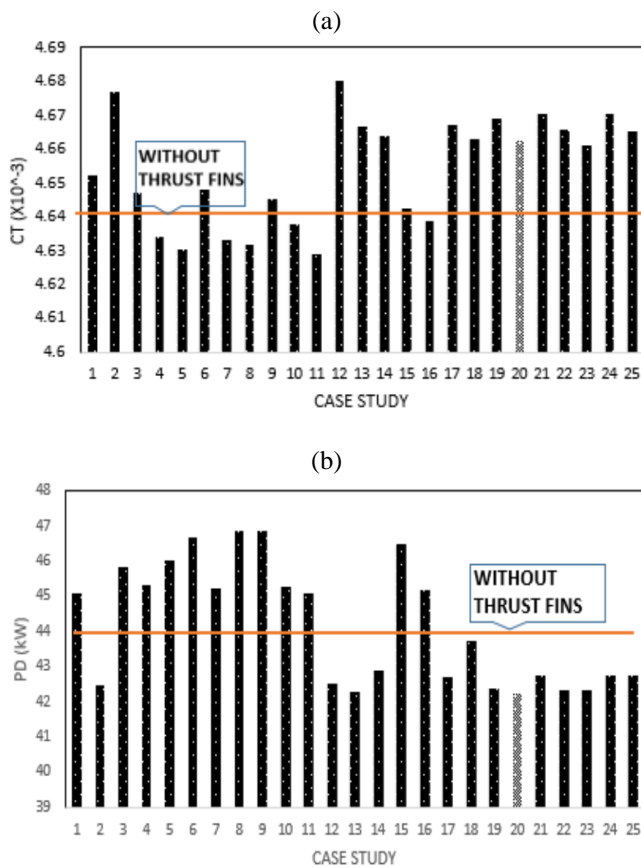 (a)
4.69
4.68
4.67
4.66
4.65
4.64
4.63
4.62
4.61
4.6
CT (X10^-3)
WITHOUT
THRUST FINS
1 2 3 4 5 6 7 8 9 10 11 12 13 14 15 16 17 18 19 20 21 22 23 24 25
CASE STUDY
(b)
48
47
46
45
44
43
42
41
40
39
PD (kW)
WITHOUT
THRUST FINS
1 2 3 4 5 6 7 8 9 10 11 12 13 14 15 16 17 18 19 20 21 22 23 24 25
CASE STUDY